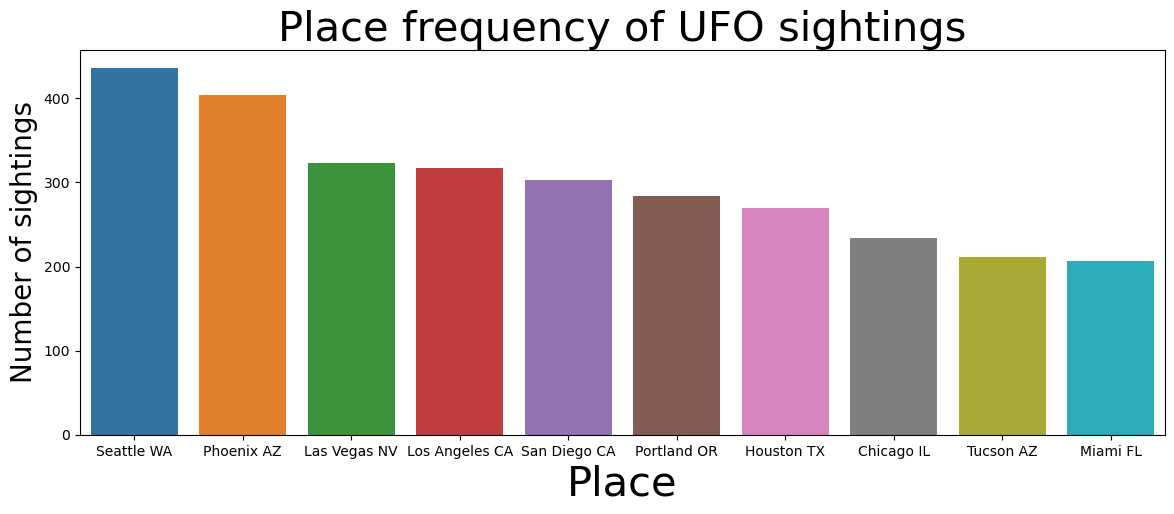 Place frequency of UFO sightings
Number of sightings
400
300
200
100
0
Seattle WA Phoenix AZ Las Vegas NV Los Angeles CA San Diego CA Portland OR Houston TX Chicago IL Tucson AZ Miami FL
Place